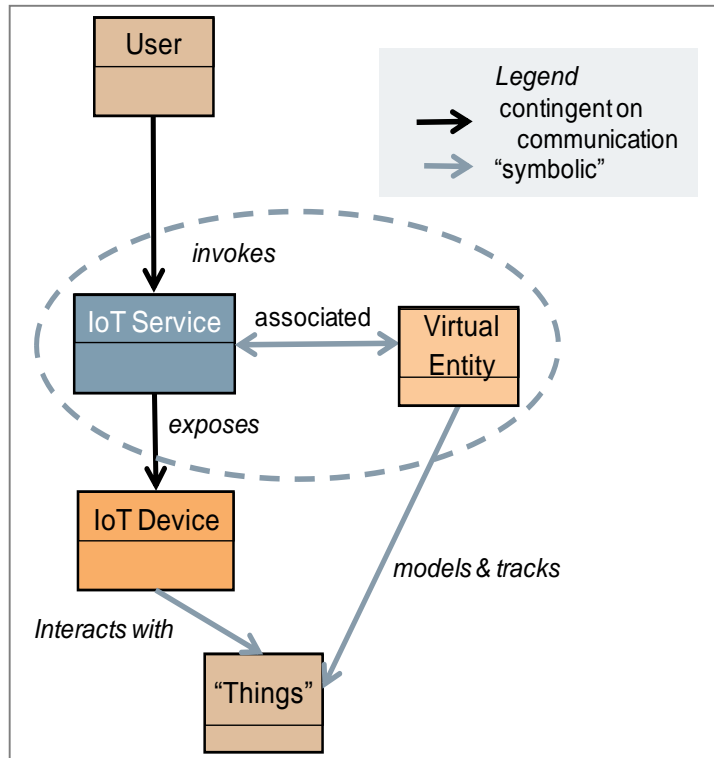 User
Legend
contingent on
communication
“symbolic”
invokes
IoT Service
associated
Virtual
Entity
exposes
IoT Device
models & tracks
Interacts with
“Things”